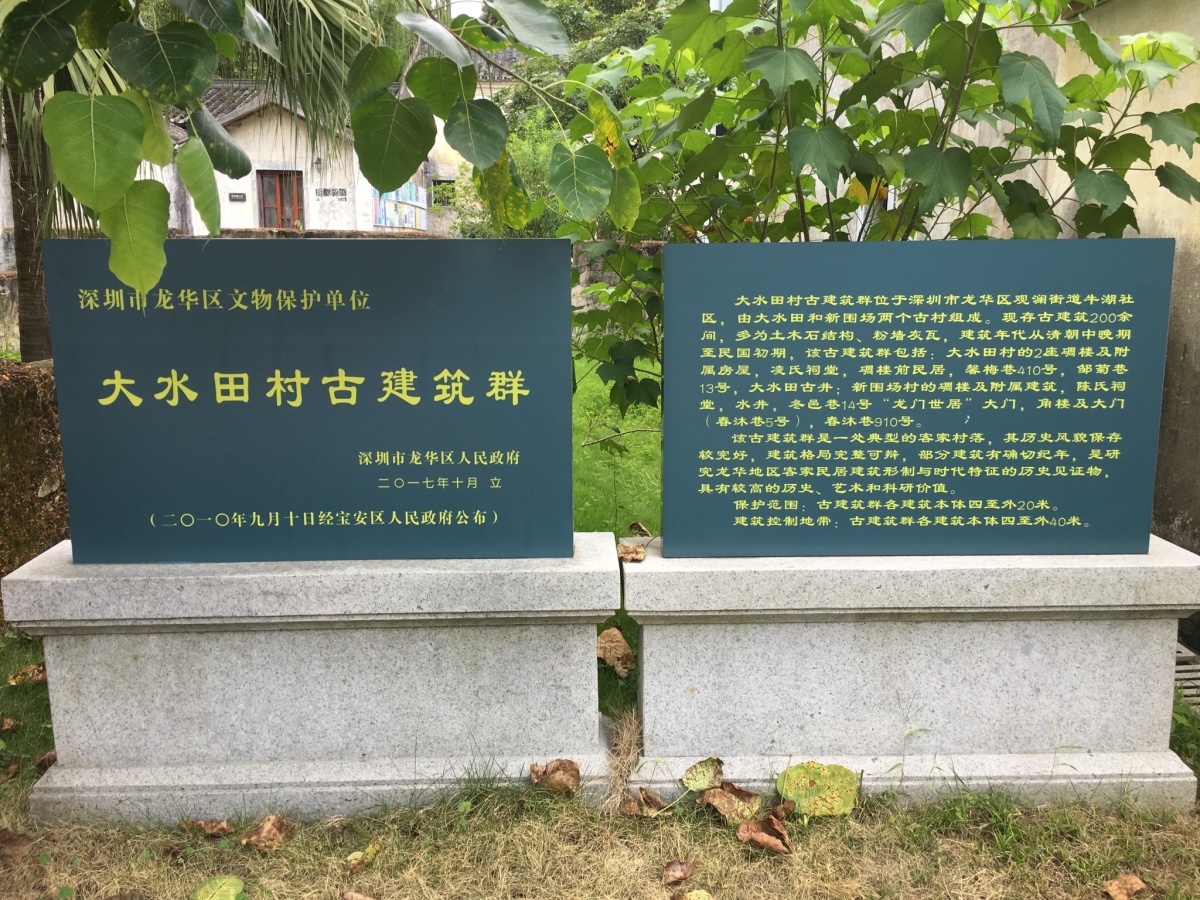 深圳市龙华区文物保护单位
大水田村古建筑群
深圳市龙华区人民政府
二〇一七年十月 立
（二〇一〇年九月十日经宝安区人民政府公布）
大水田村古建筑群位于深圳市龙华区观澜街道牛湖社
区，由大水田和新围场两个古村组成。现存古建筑200余
间，多为土木石结构、粉墙灰瓦，建筑年代从清朝中晚期
至民国初期，该古建筑群包括：大水田村的2座碉楼及附
属房屋，凌氏祠堂，碉楼前民居，馨梅巷410号，邹菊巷
13号，大水田古井；新围场村的碉楼及附属建筑，陈氏祠
堂，水井，冬邑巷14号“龙门世居”大门，角楼及大门
（春沐巷5号），春沐巷910号。
该古建筑群是一处典型的客家村落，其历史风貌保存
较完好，建筑格局完整可辩，部分建筑有确切纪年，是研
究龙华地区客家民居建筑形制与时代特征的历史见证物，
具有较高的历史、艺术和科研价值。
保护范围：古建筑群各建筑本体四至外20米。
建筑控制地带：古建筑群各建筑本体四至外40米。